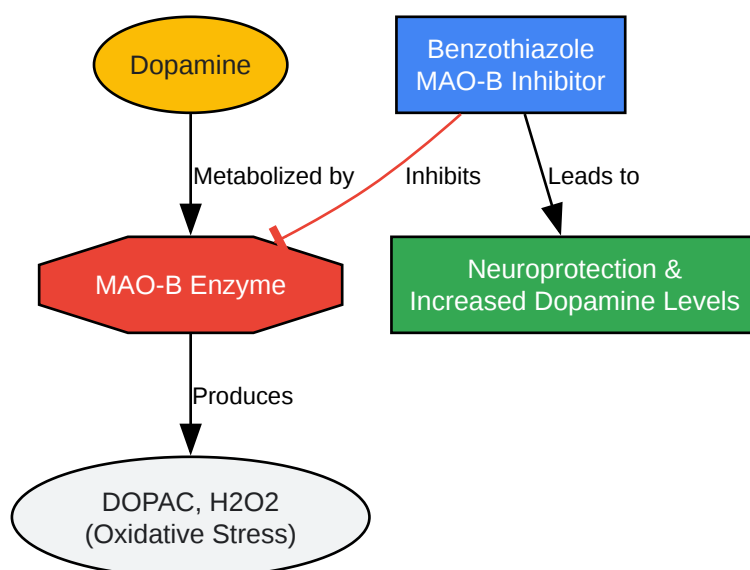 Dopamine
Benzothiazole
MAO-B Inhibitor
Metabolized by
Inhibits
Leads to
MAO-B Enzyme
Neuroprotection &
Increased Dopamine Levels
Produces
DOPAC, H2O2
(Oxidative Stress)